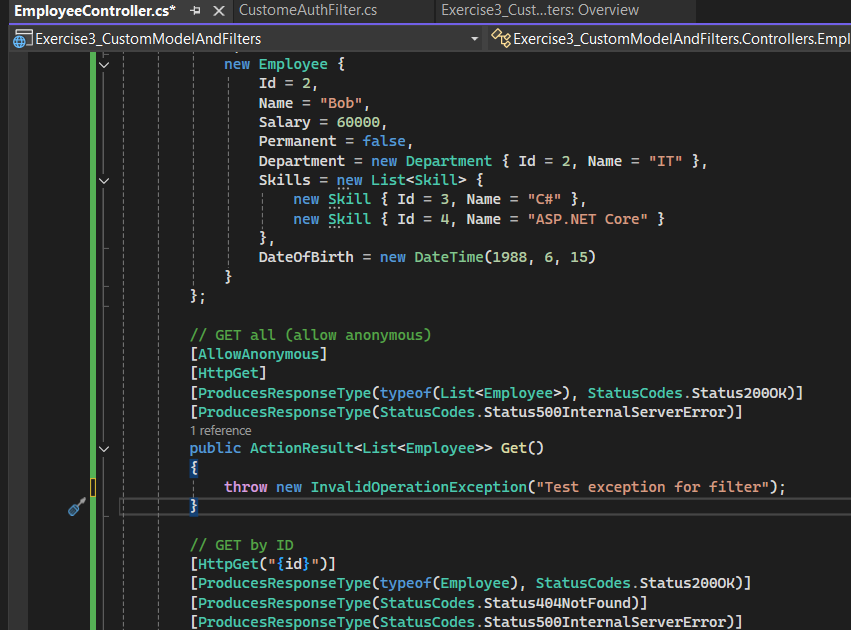 EmployeeController.cs*
CustomeAuthFilter.cs
Exercise3_Cust...ters: Overview
Exercise3_CustomModelAndFilters
Exercise3_CustomModelAndFilters.Controllers.Empl
new Employee {
Id = 2,
Name = "Bob",
Salary = 60000,
Permanent = false,
Department = new Department { Id = 2, Name = "IT" },
Skills = new List<Skill> {
new Skill { Id = 3, Name = "C#" },
new Skill { Id = 4, Name = "ASP.NET Core" }
},
DateOfBirth = new DateTime(1988, 6, 15)
}
};
// GET all (allow anonymous)
[AllowAnonymous]
[HttpGet]
[ProducesResponseType(typeof(List<Employee>), StatusCodes.Status200OK)]
[ProducesResponseType(StatusCodes.Status500InternalServerError)]
1 reference
public ActionResult<List<Employee>> Get()
{
throw new InvalidOperationException("Test exception for filter");
}
// GET by ID
[HttpGet("{id}")]
[ProducesResponseType(typeof(Employee), StatusCodes.Status200OK)]
[ProducesResponseType(StatusCodes.Status404NotFound)]
[ProducesResponseType(StatusCodes.Status500InternalServerError)]